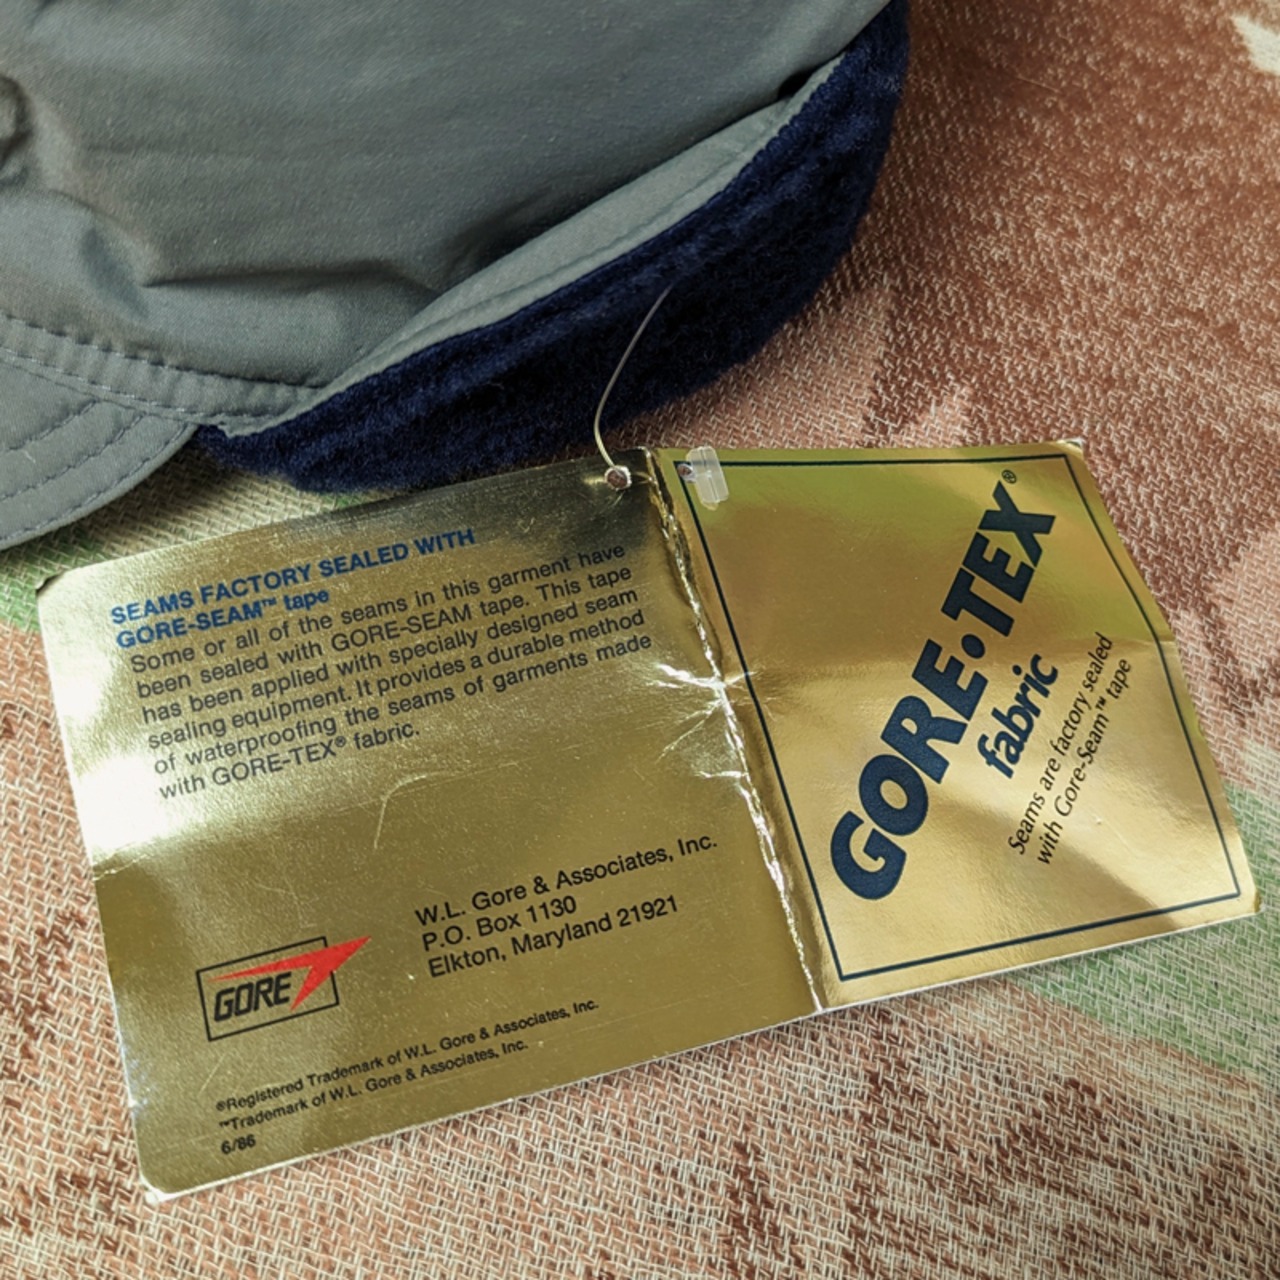 SEAMS FACTORY SEALED WITH
GORE-SEAM™ tape
Some or all of the seams in this garment have
been sealed with GORE-SEAM tape. This tape
has been applied with specially designed seam
sealing equipment. It provides a durable method
of waterproofing the seams of garments made
with GORE-TEX® fabric.
W.L. Gore & Associates, Inc.
P.O. Box 1130
Elkton, Maryland 21921
GORE
®Registered Trademark of W.L. Gore & Associates, Inc.
™Trademark of W.L. Gore & Associates, Inc.
6/86
GORE•TEX®
fabric
Seams are factory sealed
with Gore-Seam™ tape